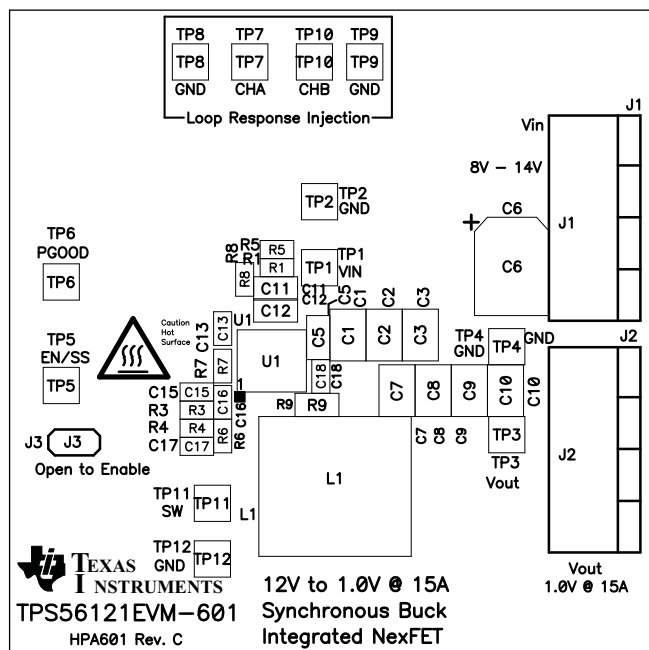 TP8 TP7 TP10 TP9
TP8 TP7 TP10 TP9
GND CHA CHB GND
Loop Response Injection
J1
Vin
8V – 14V
C6
+
C6
J1
TP2
TP2
GND
TP6
PGOOD
TP6
R8
R5
R5
R1
R1
R8
TP1
TP1
VIN
C11
C11
C12
C12
C5
C1
C2
C3
TP5
EN/SS
TP5
Caution
Hot
Surface
C13
C13
U1
U1
C5
C1
C2
C3
TP4
GND
TP4
GND
J2
R7
R7
C18
C18
C15
C15
C16
1
C16
R3
R3
R4
R4
C17
C17
R6
R6
R9
R9
C7
C8
C9
C10
C10
C7
C8
C9
TP3
TP3
Vout
J3
J3
Open to Enable
L1
L1
J2
TP11
SW
TP11
TP12
GND
TP12
TEXAS
INSTRUMENTS
TPS56121EVM–601
HPA601 Rev. C
12V to 1.0V @ 15A
Synchronous Buck
Integrated NexFET
Vout
1.0V @ 15A